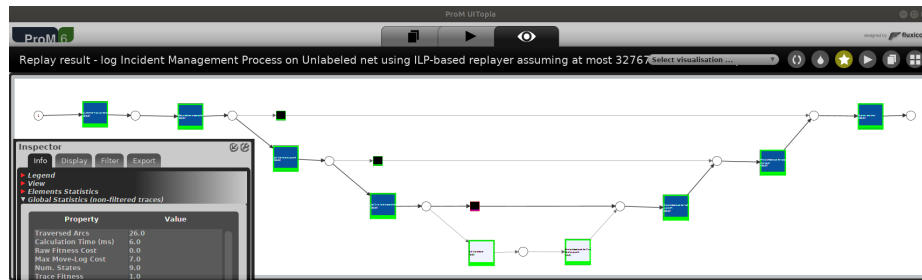 ProM UITopia
ProM 6
designed by fluxicon
Replay result - log Incident Management Process on Unlabeled net using ILP-based replayer assuming at most 32767
Select visualisation ...
1
Inspector
Info Display Filter Export
Legend
View
Elements Statistics
Global Statistics (non-filtered traces)
Property Value
Traversed Arcs 26.0
Calculation Time (ms) 6.0
Raw Fitness Cost 0.0
Max Move-Log Cost 7.0
Num. States 9.0
Trace Fitness 1.0